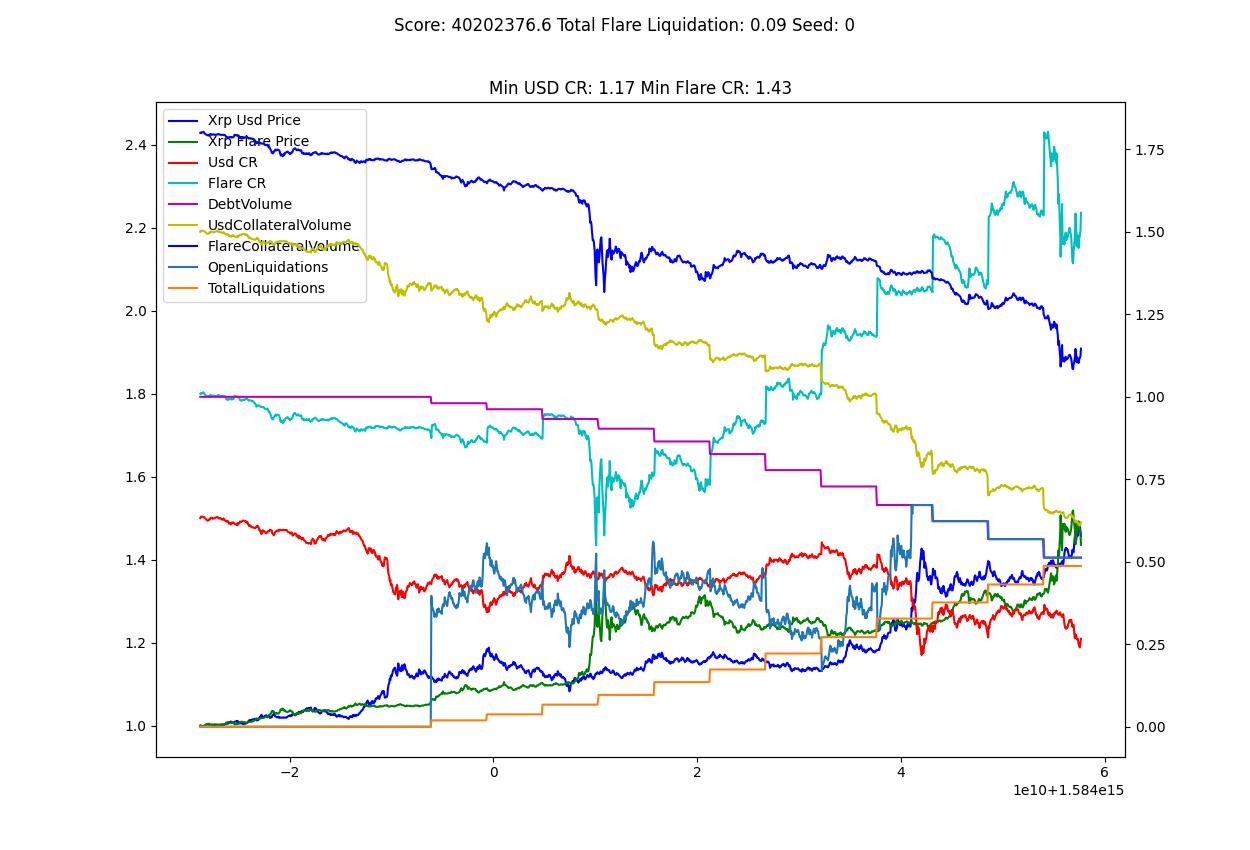 Score: 40202376.6 Total Flare Liquidation: 0.09 Seed: 0
Min USD CR: 1.17 Min Flare CR: 1.43
Xrp Usd Price
Xrp Flare Price
Usd CR
Flare CR
DebtVolume
UsdCollateralVolume
FlareCollateralVolume
OpenLiquidations
TotalLiquidations
2.4
2.2
2.0
1.8
1.6
1.4
1.2
1.0
1.75
1.50
1.25
1.00
0.75
0.50
0.25
0.00
−2
0
2
4
6
1e10+1.584e15